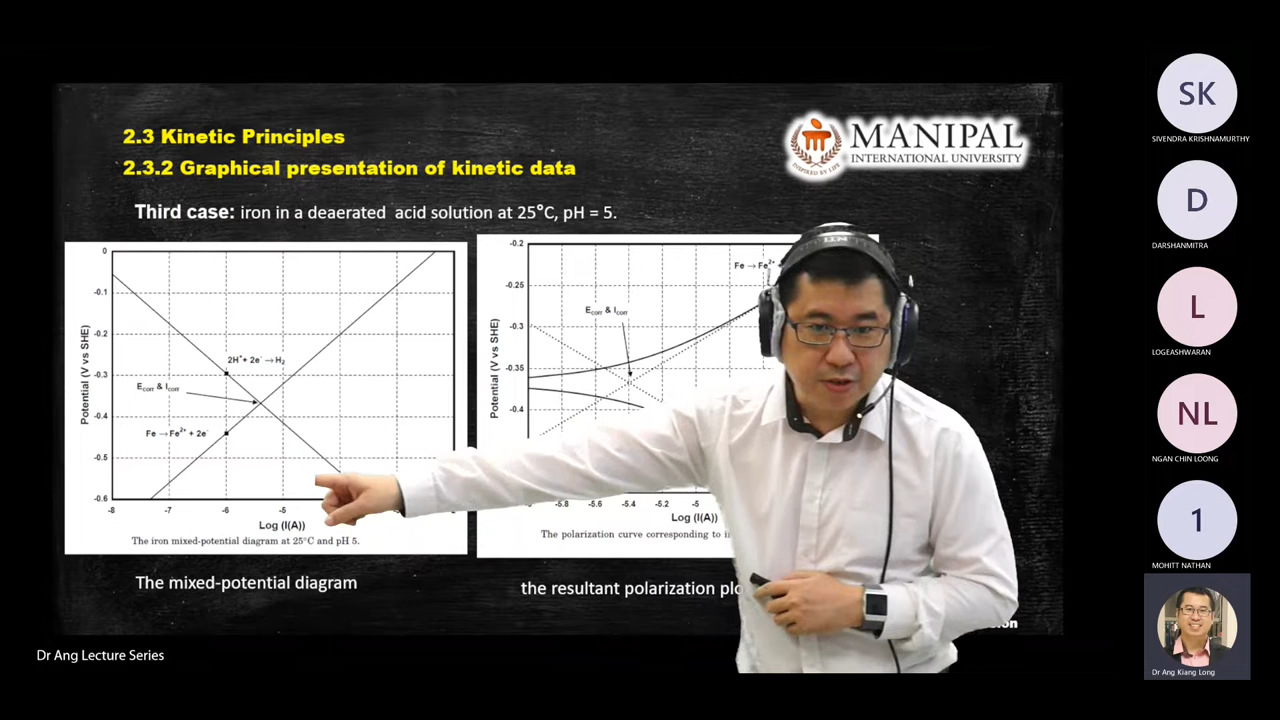 2.3 Kinetic Principles
2.3.2 Graphical presentation of kinetic data
MANIPAL
INTERNATIONAL UNIVERSITY
INSPIRED BY LIFE
Third case: iron in a deaerated acid solution at 25°C, pH = 5.
0
-0.1
-0.2
-0.3
-0.4
-0.5
-0.6
Potential (V vs SHE)
2H⁺+ 2e⁻ → H₂
Ecorr & Icorr
Fe → Fe²⁺ + 2e⁻
-8
-7
-6
-5
Log (I(A))
The iron mixed-potential diagram at 25°C and pH 5.
The mixed-potential diagram
-0.2
-0.25
-0.3
-0.35
-0.4
Potential (V vs SHE)
Fe → Fe²⁺
Ecorr & Icorr
-5.8
-5.6
-5.4
-5.2
-5
Log (I(A))
The polarization curve corresponding to
the resultant polarization
Dr Ang Lecture Series
SK
SIVENDRA KRISHNAMURTHY
D
DARSHANMITRA
L
LOGEASHWARAN
NL
NGAN CHIN LOONG
1
MOHITT NATHAN
Dr Ang Kiang Long